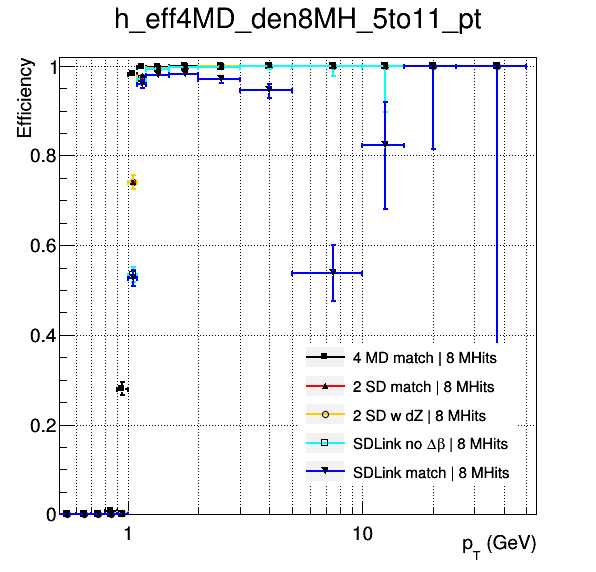 h_eff4MD_den8MH_5to11_pt
Efficiency
1
0.8
0.6
0.4
0.2
0
4 MD match | 8 MHits
2 SD match | 8 MHits
2 SD w dZ | 8 MHits
SDLink no Δβ | 8 MHits
SDLink match | 8 MHits
1
10
p_T (GeV)